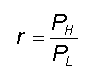 r = P_H / P_L